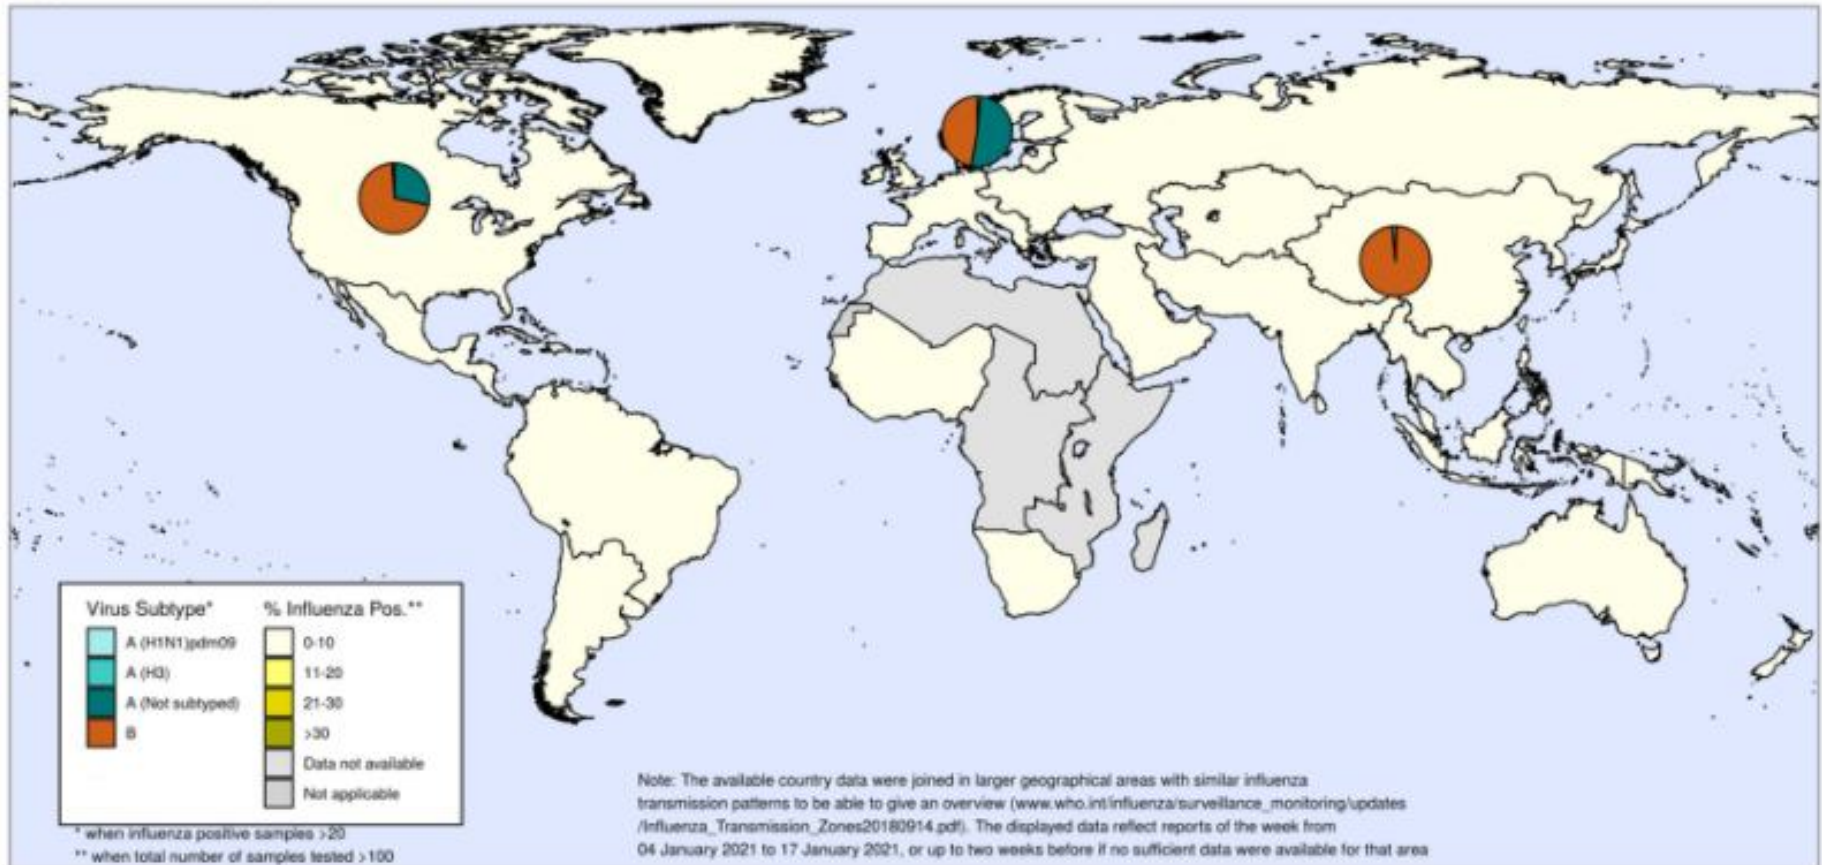 Virus Subtype*
A (H1N1)pdm09
A (H3)
A (Not subtyped)
B
% Influenza Pos.**
0-10
11-20
21-30
>30
Data not available
Not applicable
* when influenza positive samples >20
** when total number of samples tested >100
Note: The available country data were joined in larger geographical areas with similar influenza
transmission patterns to be able to give an overview (www.who.int/influenza/surveillance_monitoring/updates
/Influenza_Transmission_Zones20180914.pdf). The displayed data reflect reports of the week from
04 January 2021 to 17 January 2021, or up to two weeks before if no sufficient data were available for that area